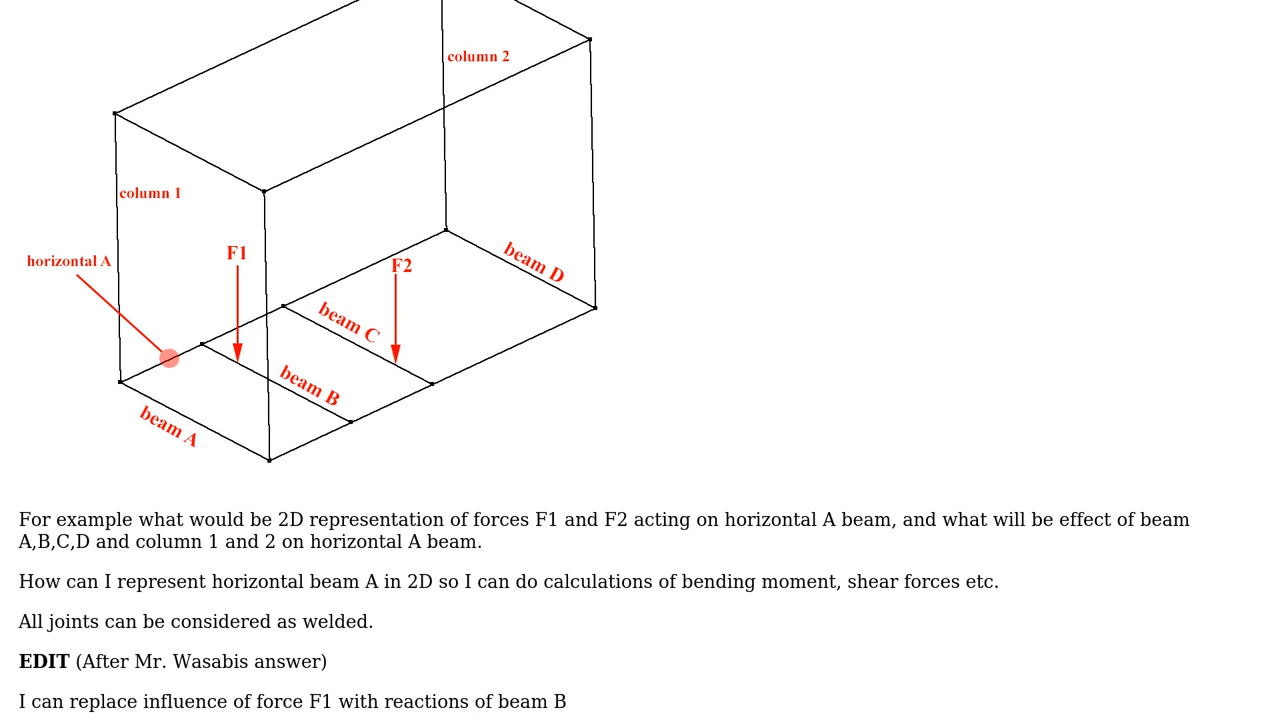 column 2
column 1
F1
horizontal A
F2
beam D
beam C
beam B
beam A
For example what would be 2D representation of forces F1 and F2 acting on horizontal A beam, and what will be effect of beam
A,B,C,D and column 1 and 2 on horizontal A beam.
How can I represent horizontal beam A in 2D so I can do calculations of bending moment, shear forces etc.
All joints can be considered as welded.
EDIT (After Mr. Wasabis answer)
I can replace influence of force F1 with reactions of beam B